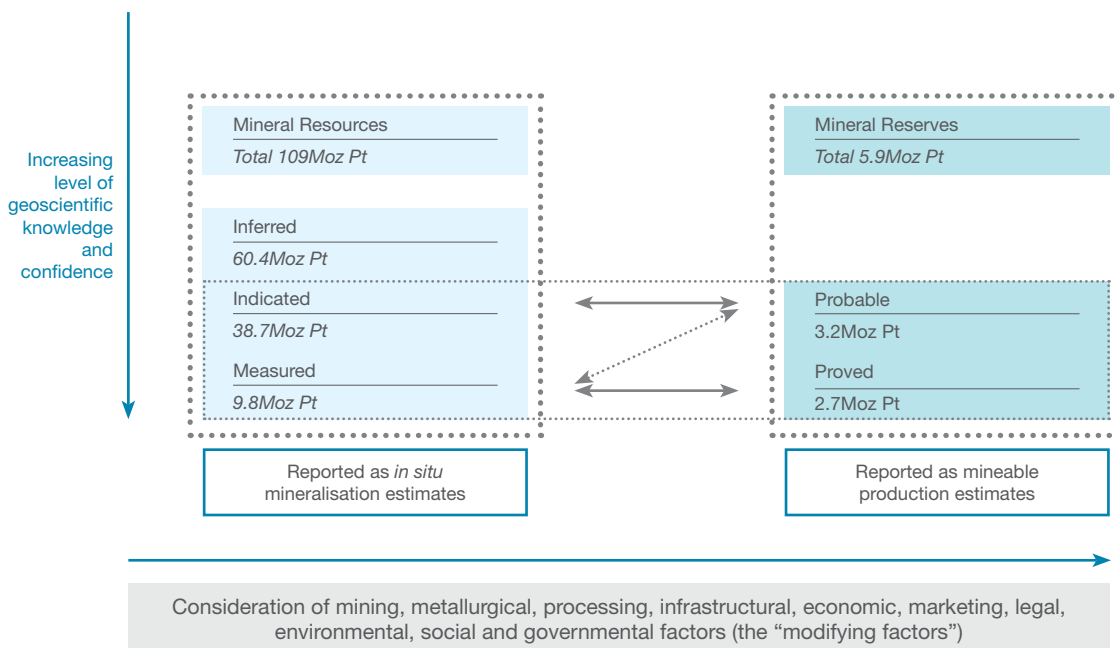 Increasing
level of
geoscientific
knowledge
and
confidence
Mineral Resources
Total 109Moz Pt
Inferred
60.4Moz Pt
Indicated
38.7Moz Pt
Measured
9.8Moz Pt
Reported as in situ
mineralisation estimates
Mineral Reserves
Total 5.9Moz Pt
Probable
3.2Moz Pt
Proved
2.7Moz Pt
Reported as mineable
production estimates
Consideration of mining, metallurgical, processing, infrastructural, economic, marketing, legal,
environmental, social and governmental factors (the “modifying factors”)